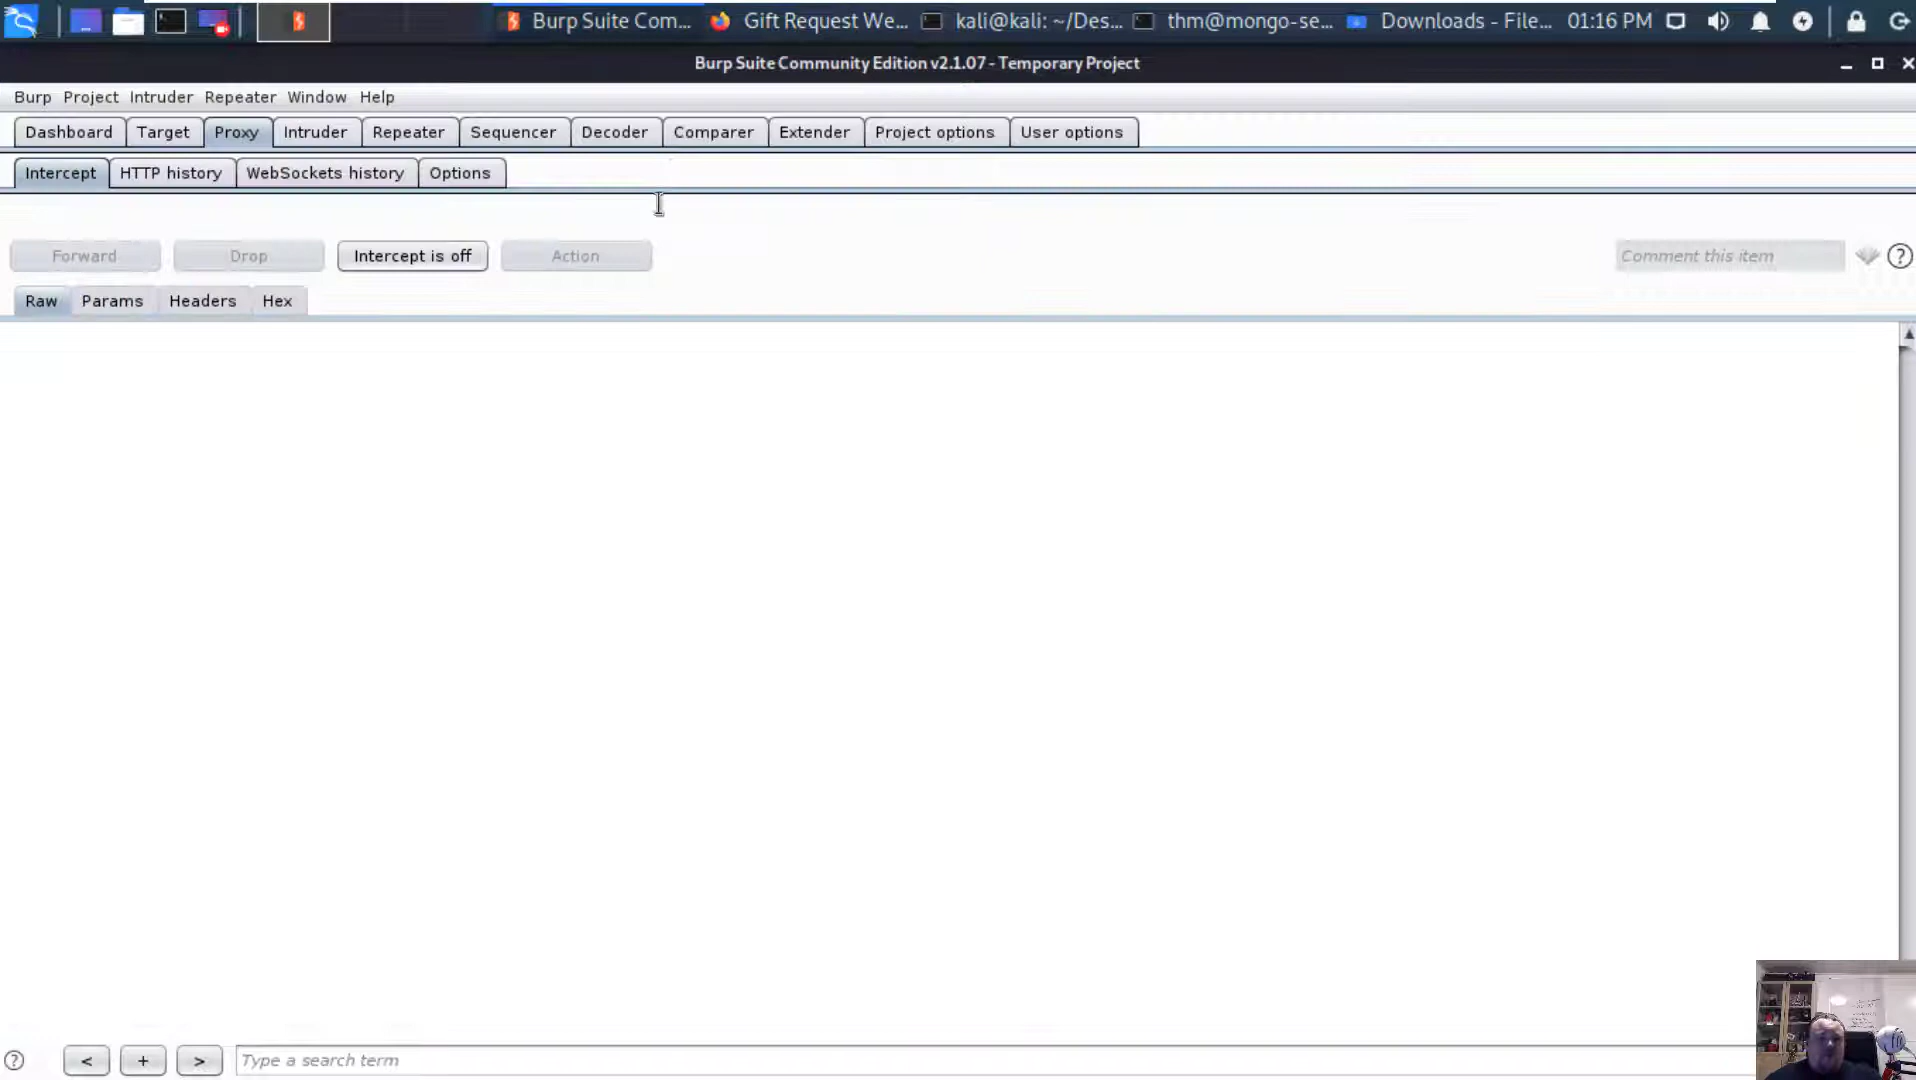 Burp Suite Com... Gift Request We... kali@kali: ~/Des... thm@mongo-se... Downloads - File... 01:16 PM
Burp Suite Community Edition v2.1.07 - Temporary Project
Burp Project Intruder Repeater Window Help
Dashboard Target Proxy Intruder Repeater Sequencer Decoder Comparer Extender Project options User options
Intercept HTTP history WebSockets history Options
Forward Drop Intercept is off Action Comment this item ?
Raw Params Headers Hex
? < + > Type a search term